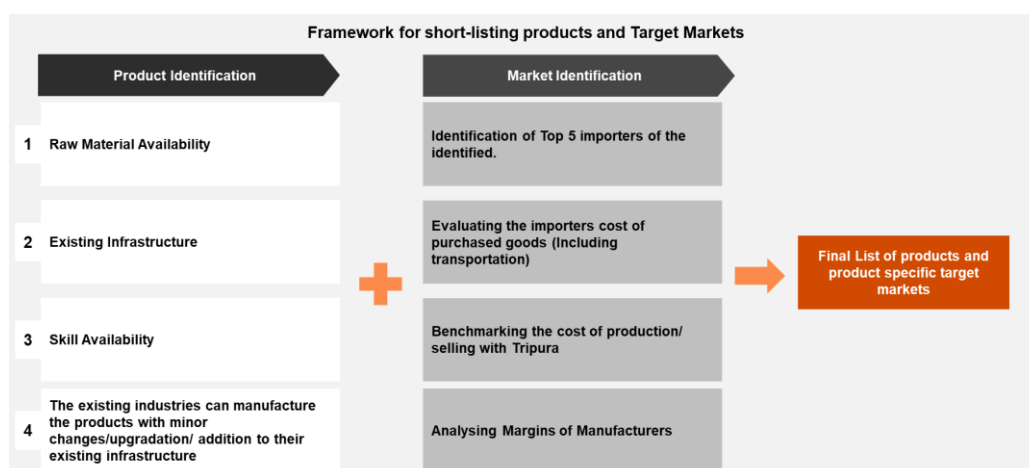 Framework for short-listing products and Target Markets
Product Identification
Market Identification
1
Raw Material Availability
Identification of Top 5 importers of the
identified.
2
Existing Infrastructure
Evaluating the importers cost of
purchased goods (Including
transportation)
3
Skill Availability
Benchmarking the cost of production/
selling with Tripura
4
The existing industries can manufacture
the products with minor
changes/upgradation/ addition to their
existing infrastructure
Analysing Margins of Manufacturers
Final List of products and
product specific target
markets